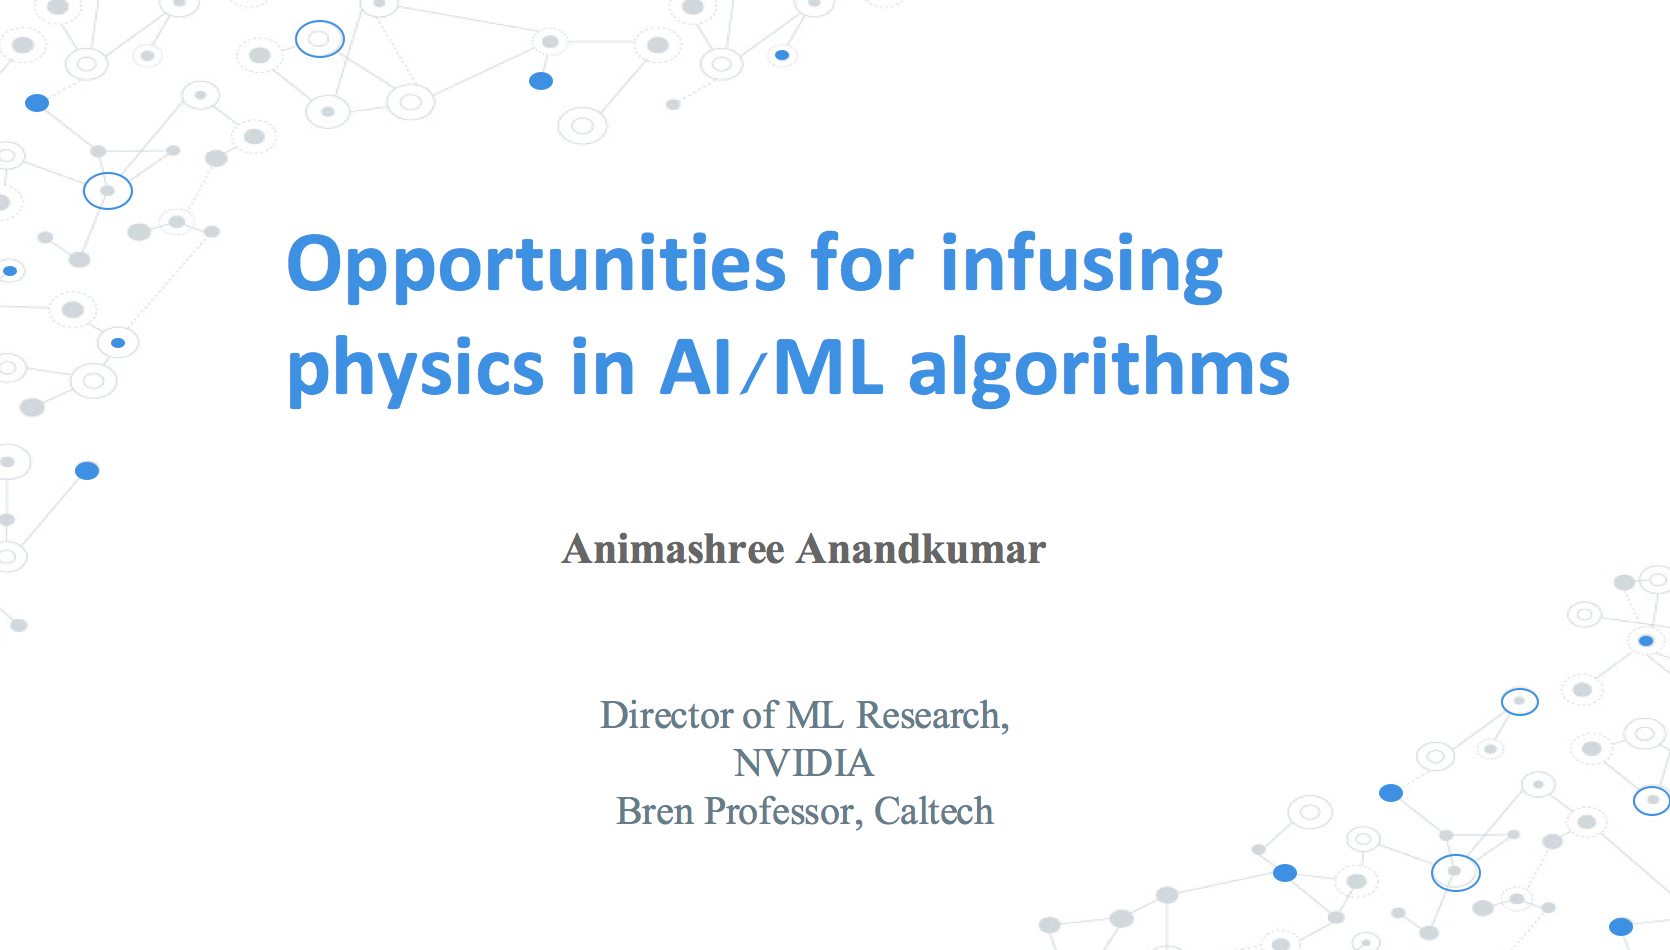 Opportunities for infusing
physics in AI/ML algorithms
Animashree Anandkumar
Director of ML Research,
NVIDIA
Bren Professor, Caltech